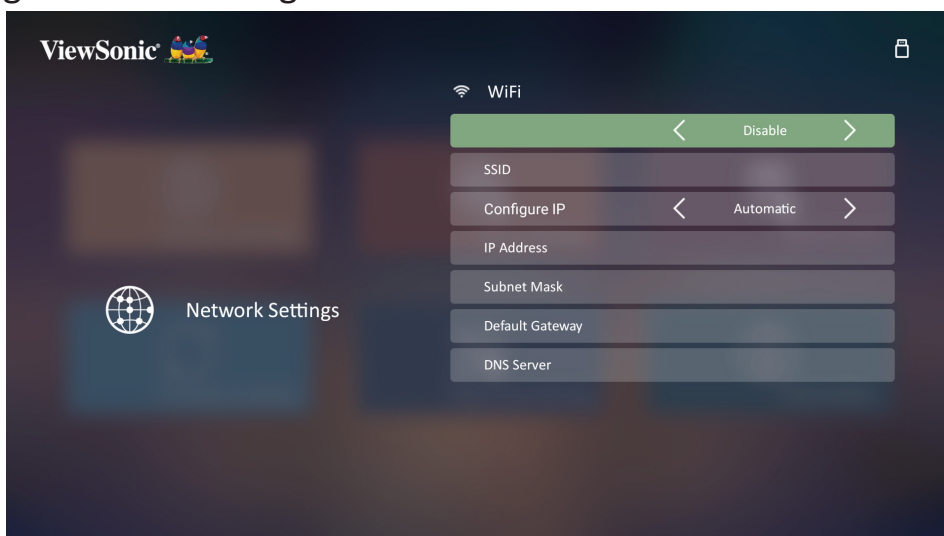 ViewSonic®
WiFi
Disable
SSID
Configure IP Automatic
IP Address
Subnet Mask
Network Settings
Default Gateway
DNS Server